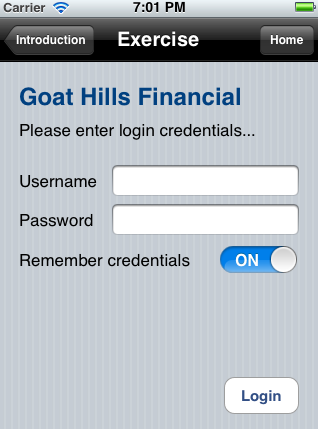 Carrier 7:01 PM
Introduction Exercise Home
Goat Hills Financial
Please enter login credentials...
Username
Password
Remember credentials ON
Login